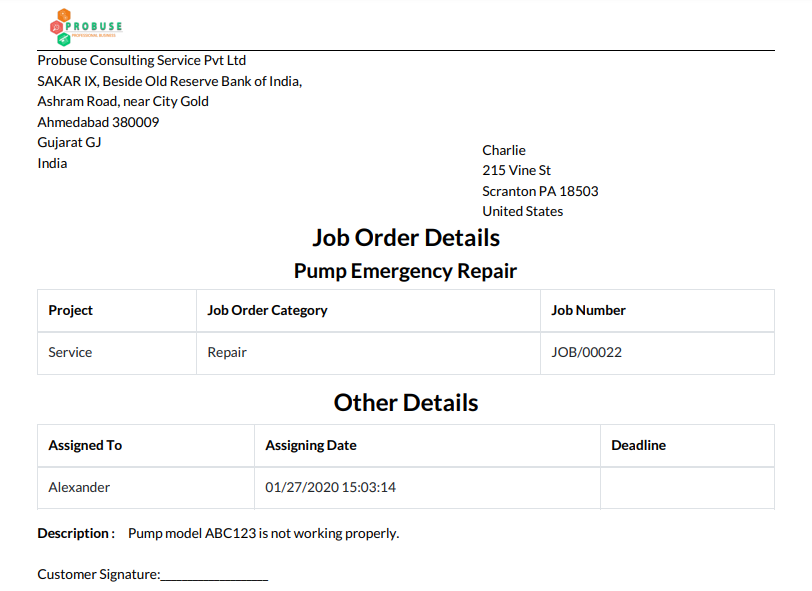 PROBUSE
PROFESSIONAL BUSINESS
Probuse Consulting Service Pvt Ltd
SAKAR IX, Beside Old Reserve Bank of India,
Ashram Road, near City Gold
Ahmedabad 380009
Gujarat GJ
India
Charlie
215 Vine St
Scranton PA 18503
United States
Job Order Details
Pump Emergency Repair
Project Job Order Category Job Number
Service Repair JOB/00022
Other Details
Assigned To Assigning Date Deadline
Alexander 01/27/2020 15:03:14
Description : Pump model ABC123 is not working properly.
Customer Signature:___________________